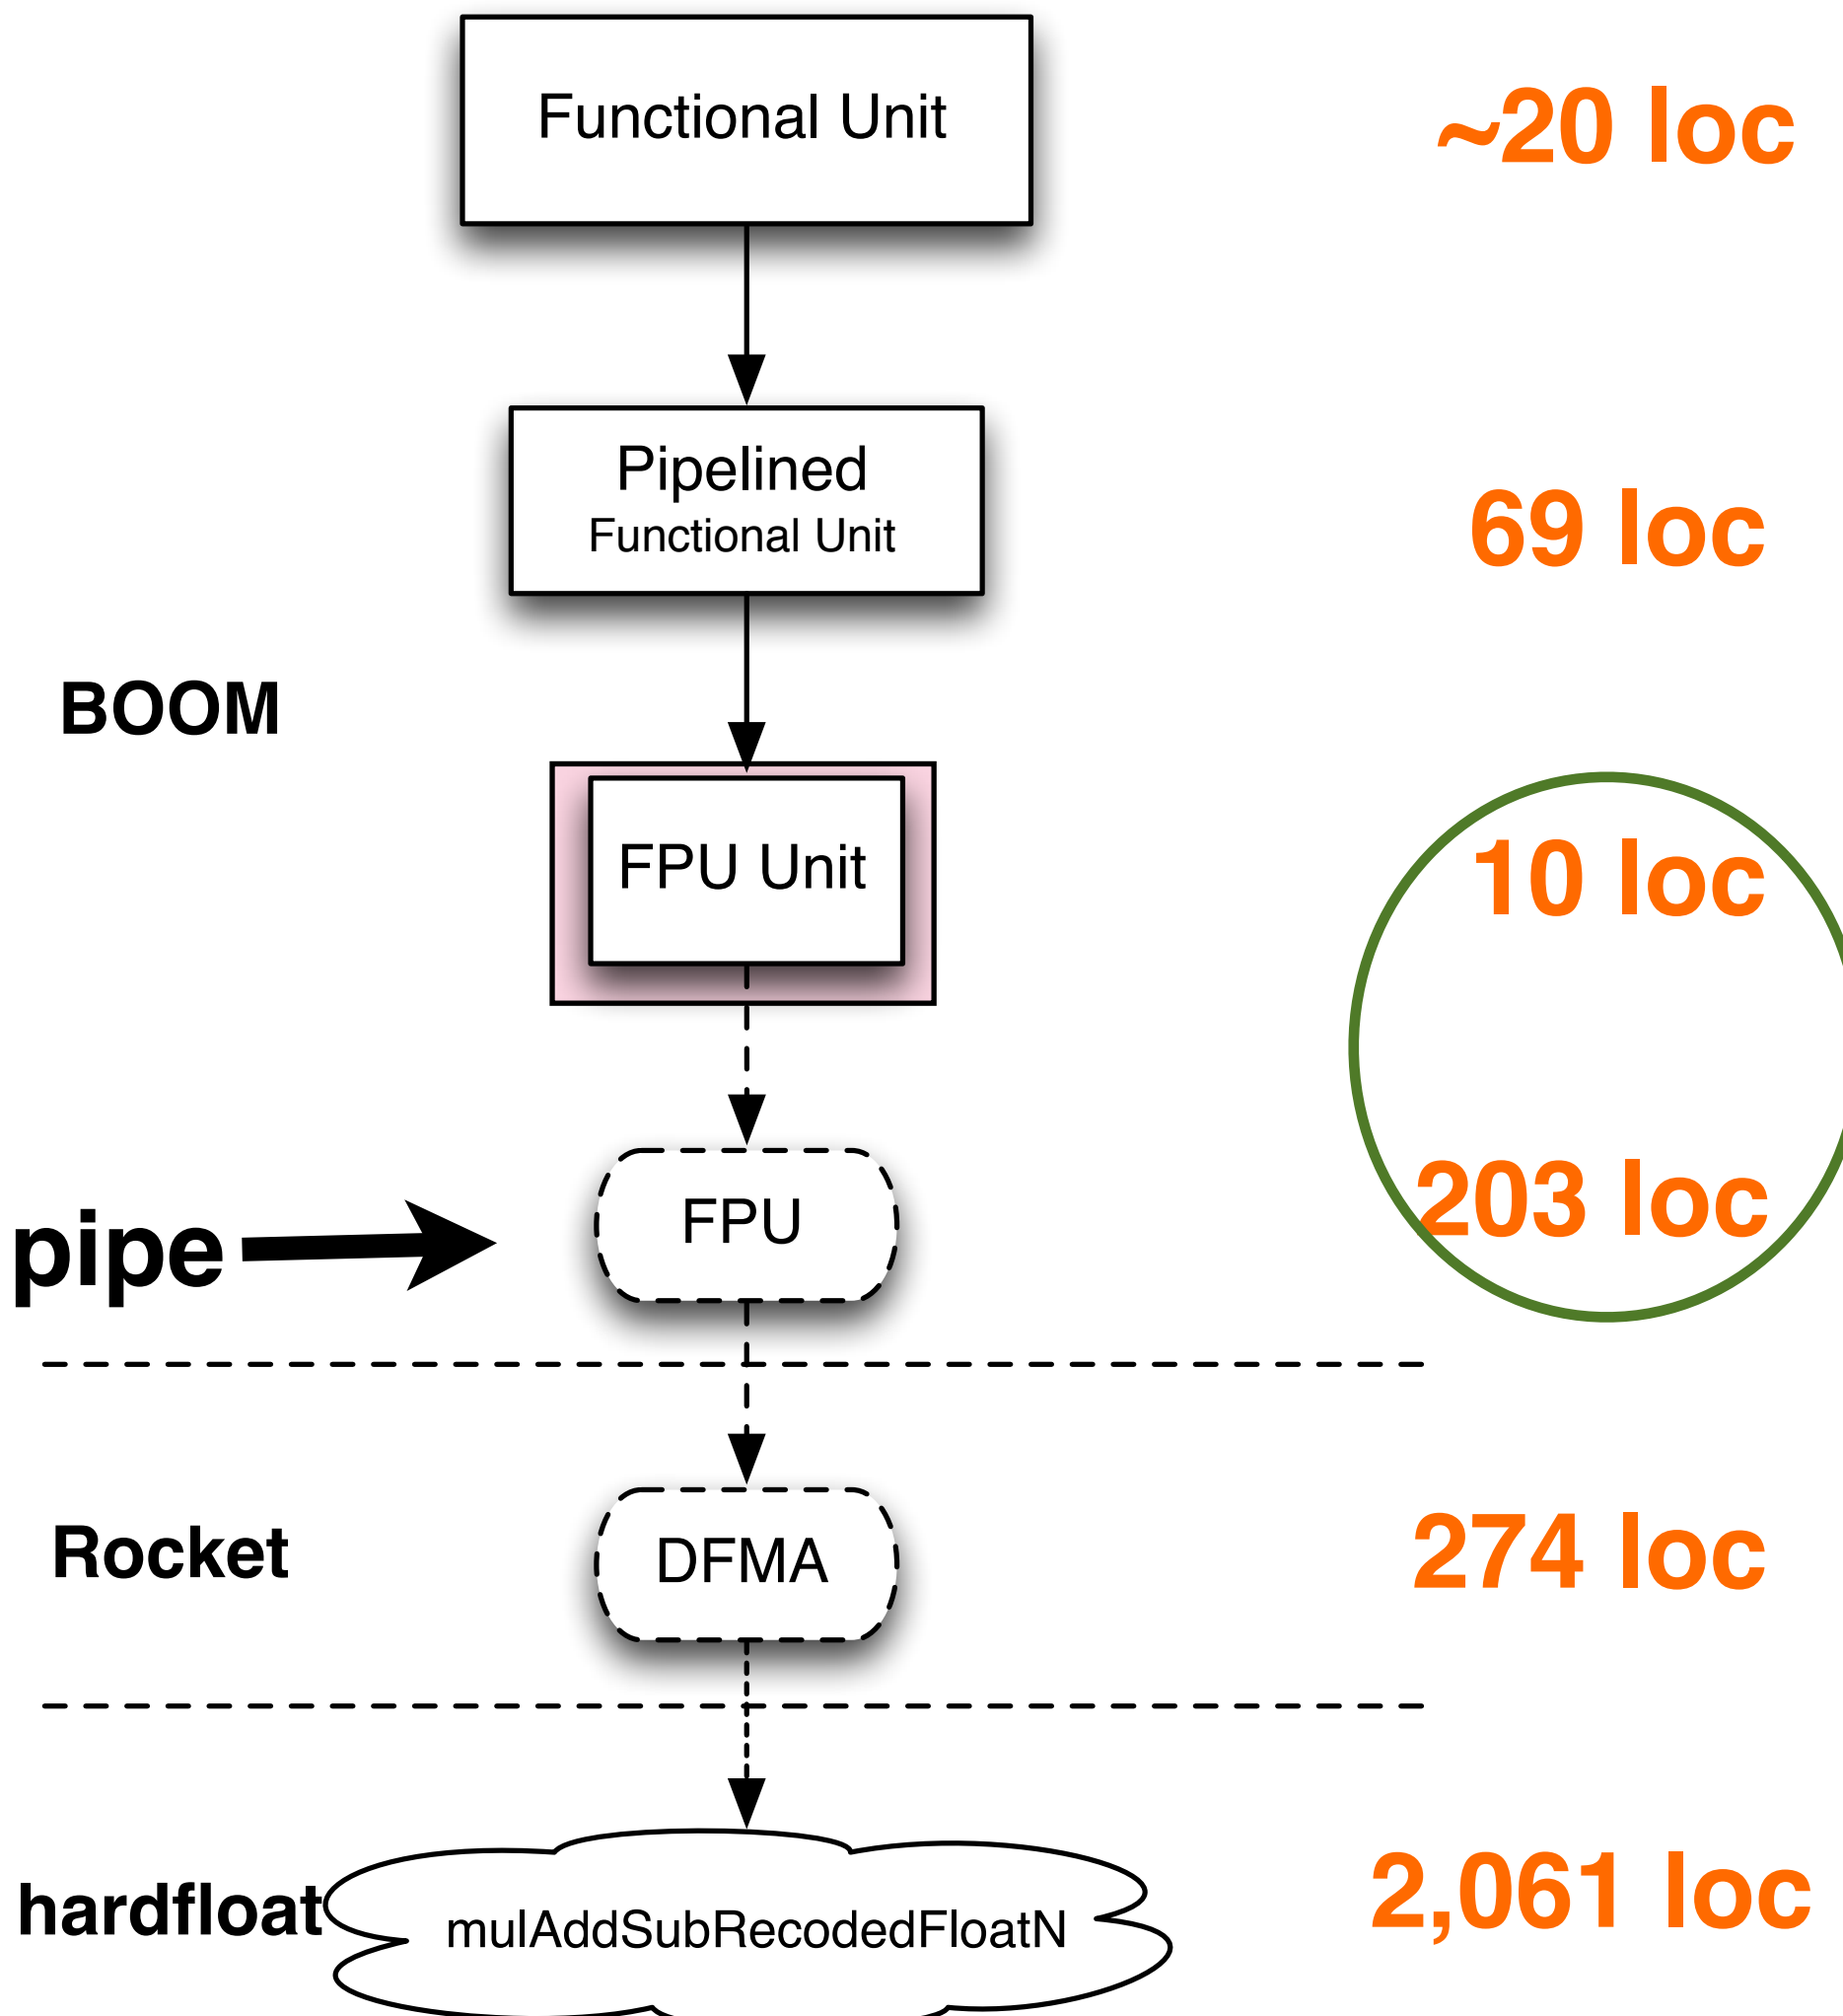 Functional Unit
~20 loc
Pipelined
Functional Unit
69 loc
BOOM
FPU Unit
10 loc
pipe
FPU
203 loc
Rocket
DFMA
274 loc
hardfloat
mulAddSubRecodedFloatN
2,061 loc